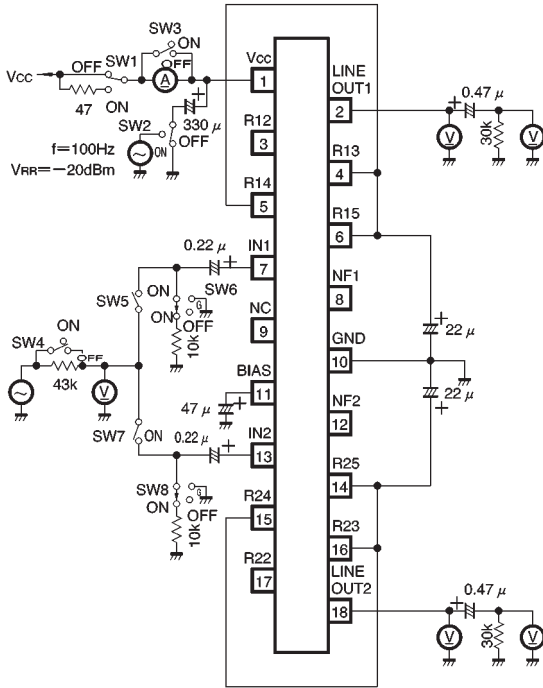 SW3
ON
SW1
OFF
OFF
Vcc
A
47
ON
330 μ
SW2
OFF
ON
f=100Hz
VRR=−20dBm
Vcc
1
LINE
OUT1
2
0.47 μ
V
30k
V
R12
3
R13
4
R14
5
R15
6
0.22 μ
IN1
7
NF1
8
SW6
G
ON
OFF
10k
SW5
ON
NC
9
GND
10
22 μ
22 μ
SW4
ON
OFF
43k
V
BIAS
11
47 μ
NF2
12
SW7
ON
0.22 μ
IN2
13
R25
14
SW8
G
ON
OFF
10k
R24
15
R23
16
R22
17
LINE
OUT2
18
0.47 μ
V
30k
V